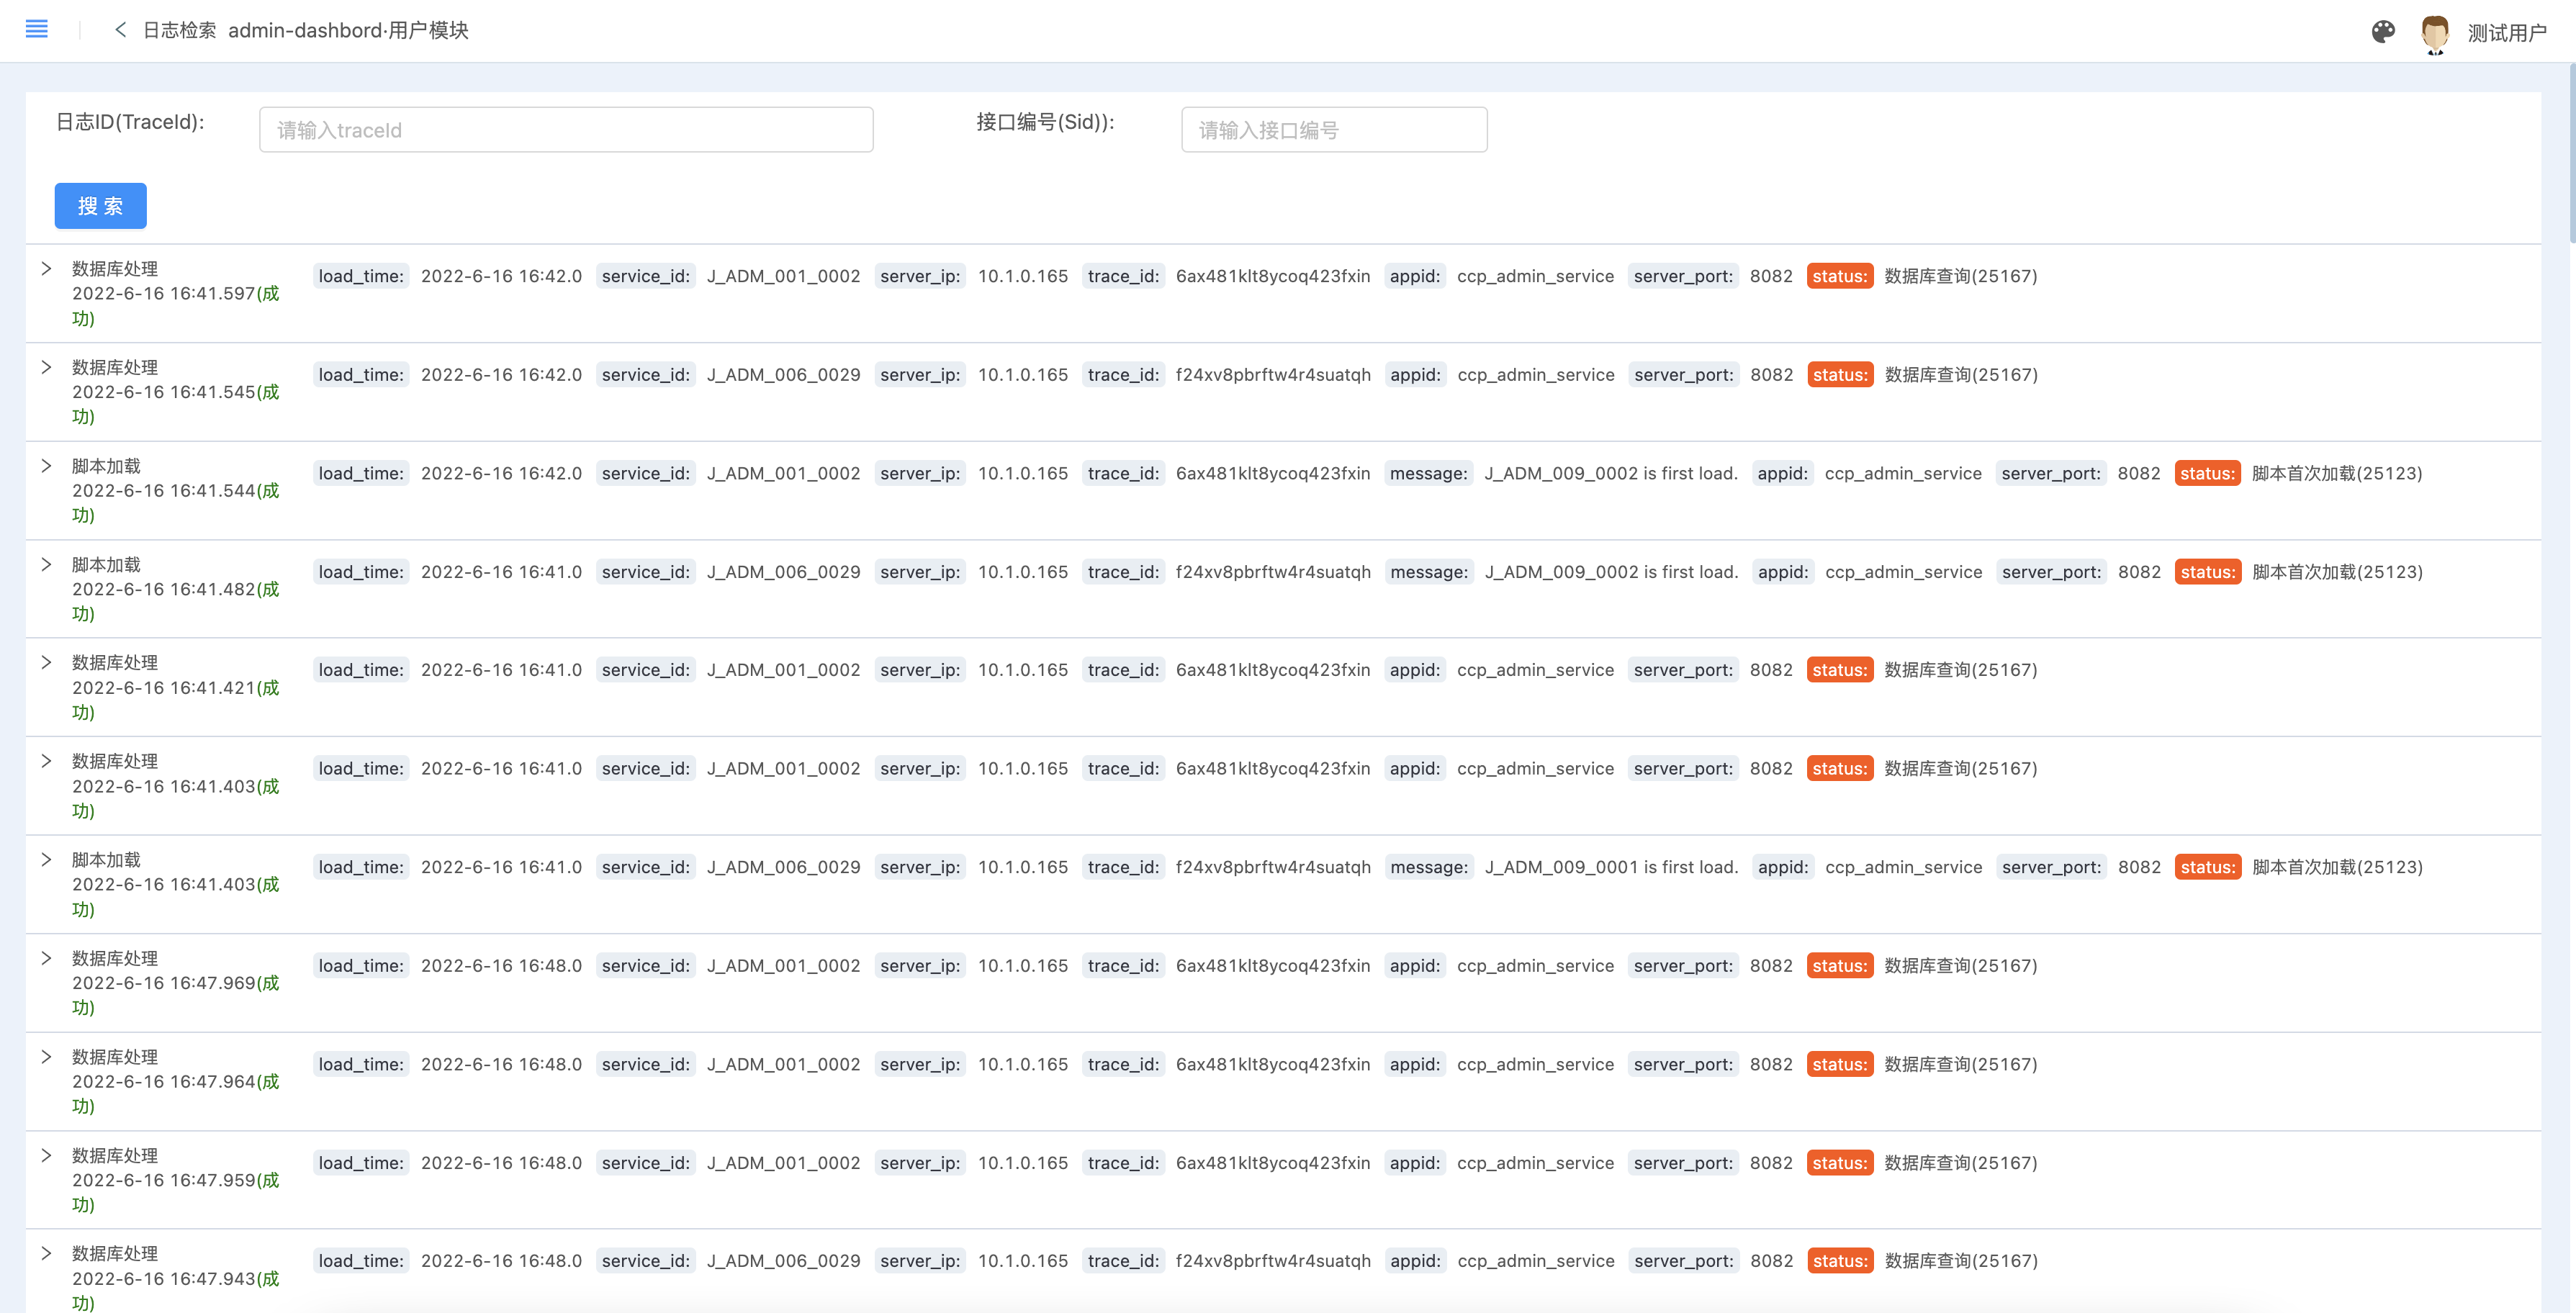 日志检索 admin-dashbord·用户模块
测试用户
日志ID(TraceId): 请输入traceId 接口编号(Sid)): 请输入接口编号
搜 索
数据库处理
2022-6-16 16:41.597(成
功)
load_time: 2022-6-16 16:42.0 service_id: J_ADM_001_0002 server_ip: 10.1.0.165 trace_id: 6ax481klt8ycoq423fxin appid: ccp_admin_service server_port: 8082 status: 数据库查询(25167)
数据库处理
2022-6-16 16:41.545(成
功)
load_time: 2022-6-16 16:42.0 service_id: J_ADM_006_0029 server_ip: 10.1.0.165 trace_id: f24xv8pbrftw4r4suatqh appid: ccp_admin_service server_port: 8082 status: 数据库查询(25167)
脚本加载
2022-6-16 16:41.544(成
功)
load_time: 2022-6-16 16:42.0 service_id: J_ADM_001_0002 server_ip: 10.1.0.165 trace_id: 6ax481klt8ycoq423fxin message: J_ADM_009_0002 is first load. appid: ccp_admin_service server_port: 8082 status: 脚本首次加载(25123)
脚本加载
2022-6-16 16:41.482(成
功)
load_time: 2022-6-16 16:41.0 service_id: J_ADM_006_0029 server_ip: 10.1.0.165 trace_id: f24xv8pbrftw4r4suatqh message: J_ADM_009_0002 is first load. appid: ccp_admin_service server_port: 8082 status: 脚本首次加载(25123)
数据库处理
2022-6-16 16:41.421(成
功)
load_time: 2022-6-16 16:41.0 service_id: J_ADM_001_0002 server_ip: 10.1.0.165 trace_id: 6ax481klt8ycoq423fxin appid: ccp_admin_service server_port: 8082 status: 数据库查询(25167)
数据库处理
2022-6-16 16:41.403(成
功)
load_time: 2022-6-16 16:41.0 service_id: J_ADM_001_0002 server_ip: 10.1.0.165 trace_id: 6ax481klt8ycoq423fxin appid: ccp_admin_service server_port: 8082 status: 数据库查询(25167)
脚本加载
2022-6-16 16:41.403(成
功)
load_time: 2022-6-16 16:41.0 service_id: J_ADM_006_0029 server_ip: 10.1.0.165 trace_id: f24xv8pbrftw4r4suatqh message: J_ADM_009_0001 is first load. appid: ccp_admin_service server_port: 8082 status: 脚本首次加载(25123)
数据库处理
2022-6-16 16:47.969(成
功)
load_time: 2022-6-16 16:48.0 service_id: J_ADM_001_0002 server_ip: 10.1.0.165 trace_id: 6ax481klt8ycoq423fxin appid: ccp_admin_service server_port: 8082 status: 数据库查询(25167)
数据库处理
2022-6-16 16:47.964(成
功)
load_time: 2022-6-16 16:48.0 service_id: J_ADM_001_0002 server_ip: 10.1.0.165 trace_id: 6ax481klt8ycoq423fxin appid: ccp_admin_service server_port: 8082 status: 数据库查询(25167)
数据库处理
2022-6-16 16:47.959(成
功)
load_time: 2022-6-16 16:48.0 service_id: J_ADM_001_0002 server_ip: 10.1.0.165 trace_id: 6ax481klt8ycoq423fxin appid: ccp_admin_service server_port: 8082 status: 数据库查询(25167)
数据库处理
2022-6-16 16:47.943(成
功)
load_time: 2022-6-16 16:48.0 service_id: J_ADM_006_0029 server_ip: 10.1.0.165 trace_id: f24xv8pbrftw4r4suatqh appid: ccp_admin_service server_port: 8082 status: 数据库查询(25167)